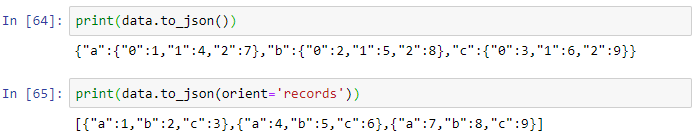 In [64]: print(data.to_json())
{"a":{"0":1,"1":4,"2":7},"b":{"0":2,"1":5,"2":8},"c":{"0":3,"1":6,"2":9}}
In [65]: print(data.to_json(orient='records'))
[{"a":1,"b":2,"c":3},{"a":4,"b":5,"c":6},{"a":7,"b":8,"c":9}]